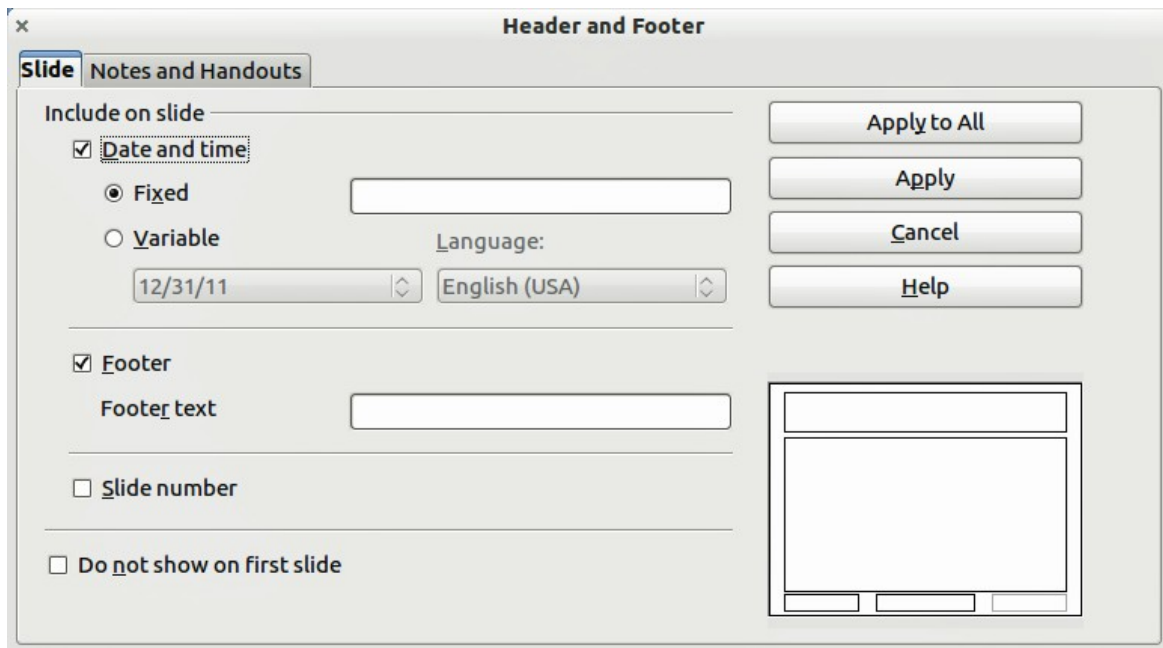 Header and Footer
Slide Notes and Handouts
Include on slide
Date and time
Fixed
Variable Language:
12/31/11 English (USA)
Footer
Footer text
Slide number
Do not show on first slide
Apply to All
Apply
Cancel
Help